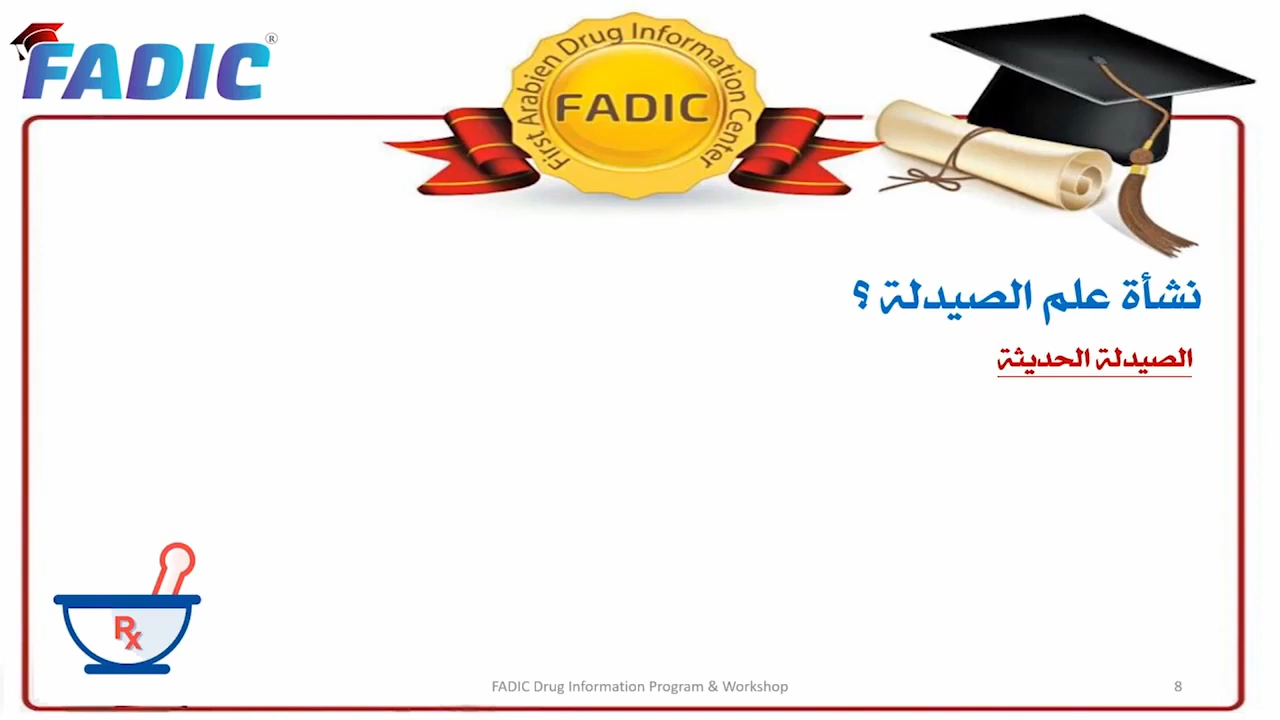 FADIC®
First Arabien Drug Information Center
FADIC
نشأة علم الصيدلة ؟
الصيدلة الحديثة
Rx
FADIC Drug Information Program & Workshop
8